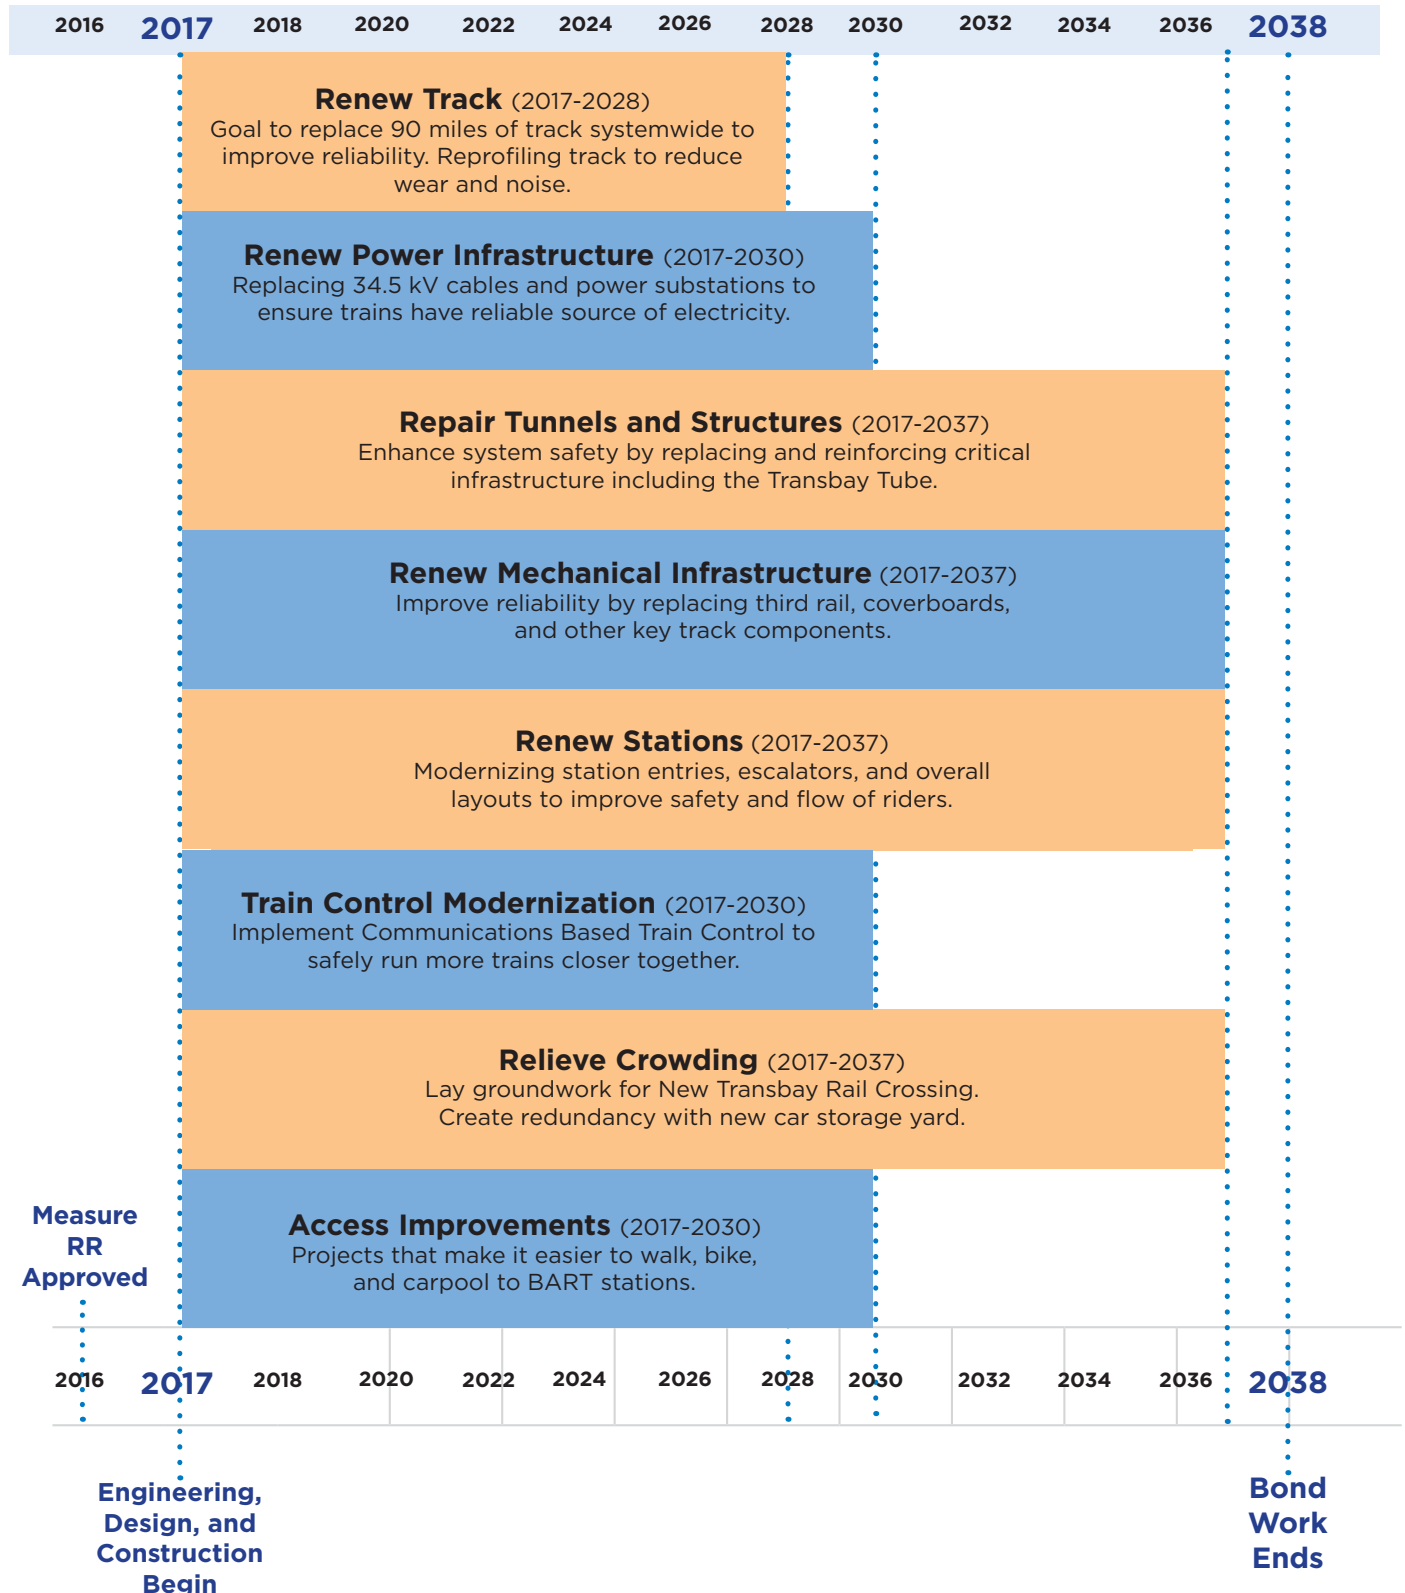 2016 2017 2018 2020 2022 2024 2026 2028 2030 2032 2034 2036 2038
Renew Track (2017-2028)
Goal to replace 90 miles of track systemwide to
improve reliability. Reprofiling track to reduce
wear and noise.
Renew Power Infrastructure (2017-2030)
Replacing 34.5 kV cables and power substations to
ensure trains have reliable source of electricity.
Repair Tunnels and Structures (2017-2037)
Enhance system safety by replacing and reinforcing critical
infrastructure including the Transbay Tube.
Renew Mechanical Infrastructure (2017-2037)
Improve reliability by replacing third rail, coverboards,
and other key track components.
Renew Stations (2017-2037)
Modernizing station entries, escalators, and overall
layouts to improve safety and flow of riders.
Train Control Modernization (2017-2030)
Implement Communications Based Train Control to
safely run more trains closer together.
Relieve Crowding (2017-2037)
Lay groundwork for New Transbay Rail Crossing.
Create redundancy with new car storage yard.
Access Improvements (2017-2030)
Projects that make it easier to walk, bike,
and carpool to BART stations.
Measure
RR
Approved
2016 2017 2018 2020 2022 2024 2026 2028 2030 2032 2034 2036 2038
Engineering,
Design, and
Construction
Begin
Bond
Work
Ends